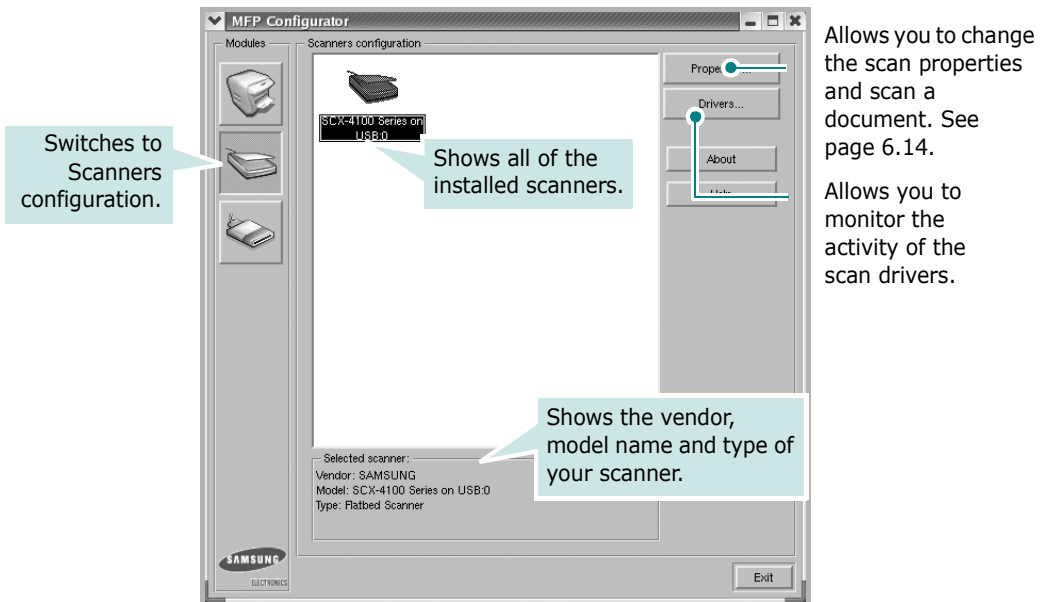 MFP Configurator
Modules
Scanners configuration
SCX-4100 Series on
USB:0
Drivers...
About
Switches to
Scanners
configuration.
Shows all of the
installed scanners.
Allows you to change
the scan properties
and scan a
document. See
page 6.14.
Allows you to
monitor the
activity of the
scan drivers.
Shows the vendor,
model name and type of
your scanner.
Selected scanner:
Vendor: SAMSUNG
Model: SCX-4100 Series on USB:0
Type: Flatbed Scanner
SAMSUNG
ELECTRONICS
Exit